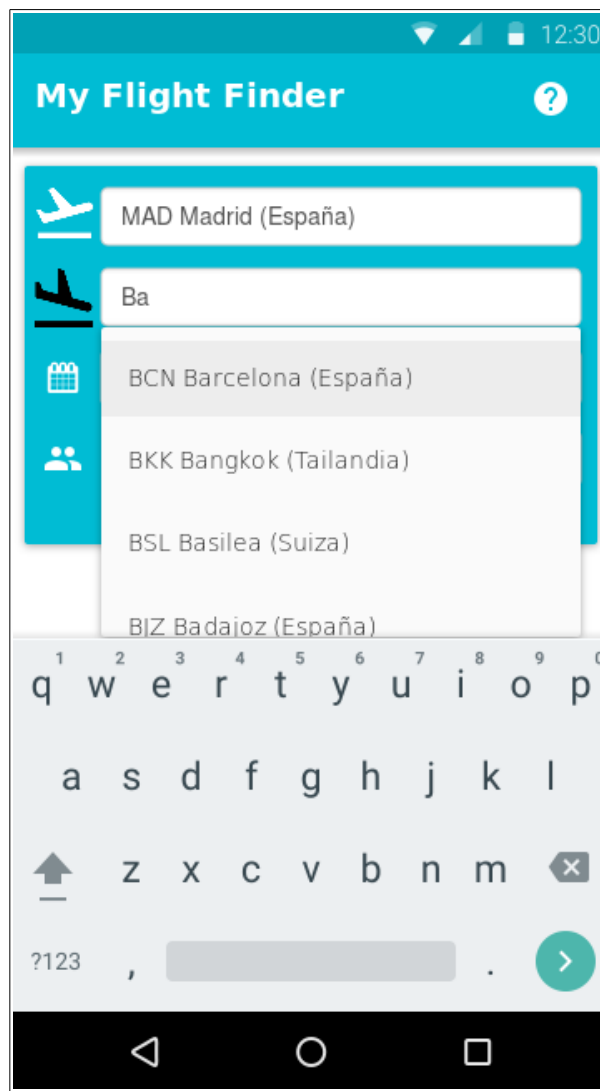 12:30
My Flight Finder
MAD Madrid (España)
Ba
BCN Barcelona (España)
BKK Bangkok (Tailandia)
BSL Basilea (Suiza)
BJZ Badajoz (España)
1 2 3 4 5 6 7 8 9 0
q w e r t y u i o p
a s d f g h j k l
z x c v b n m
?123 , .